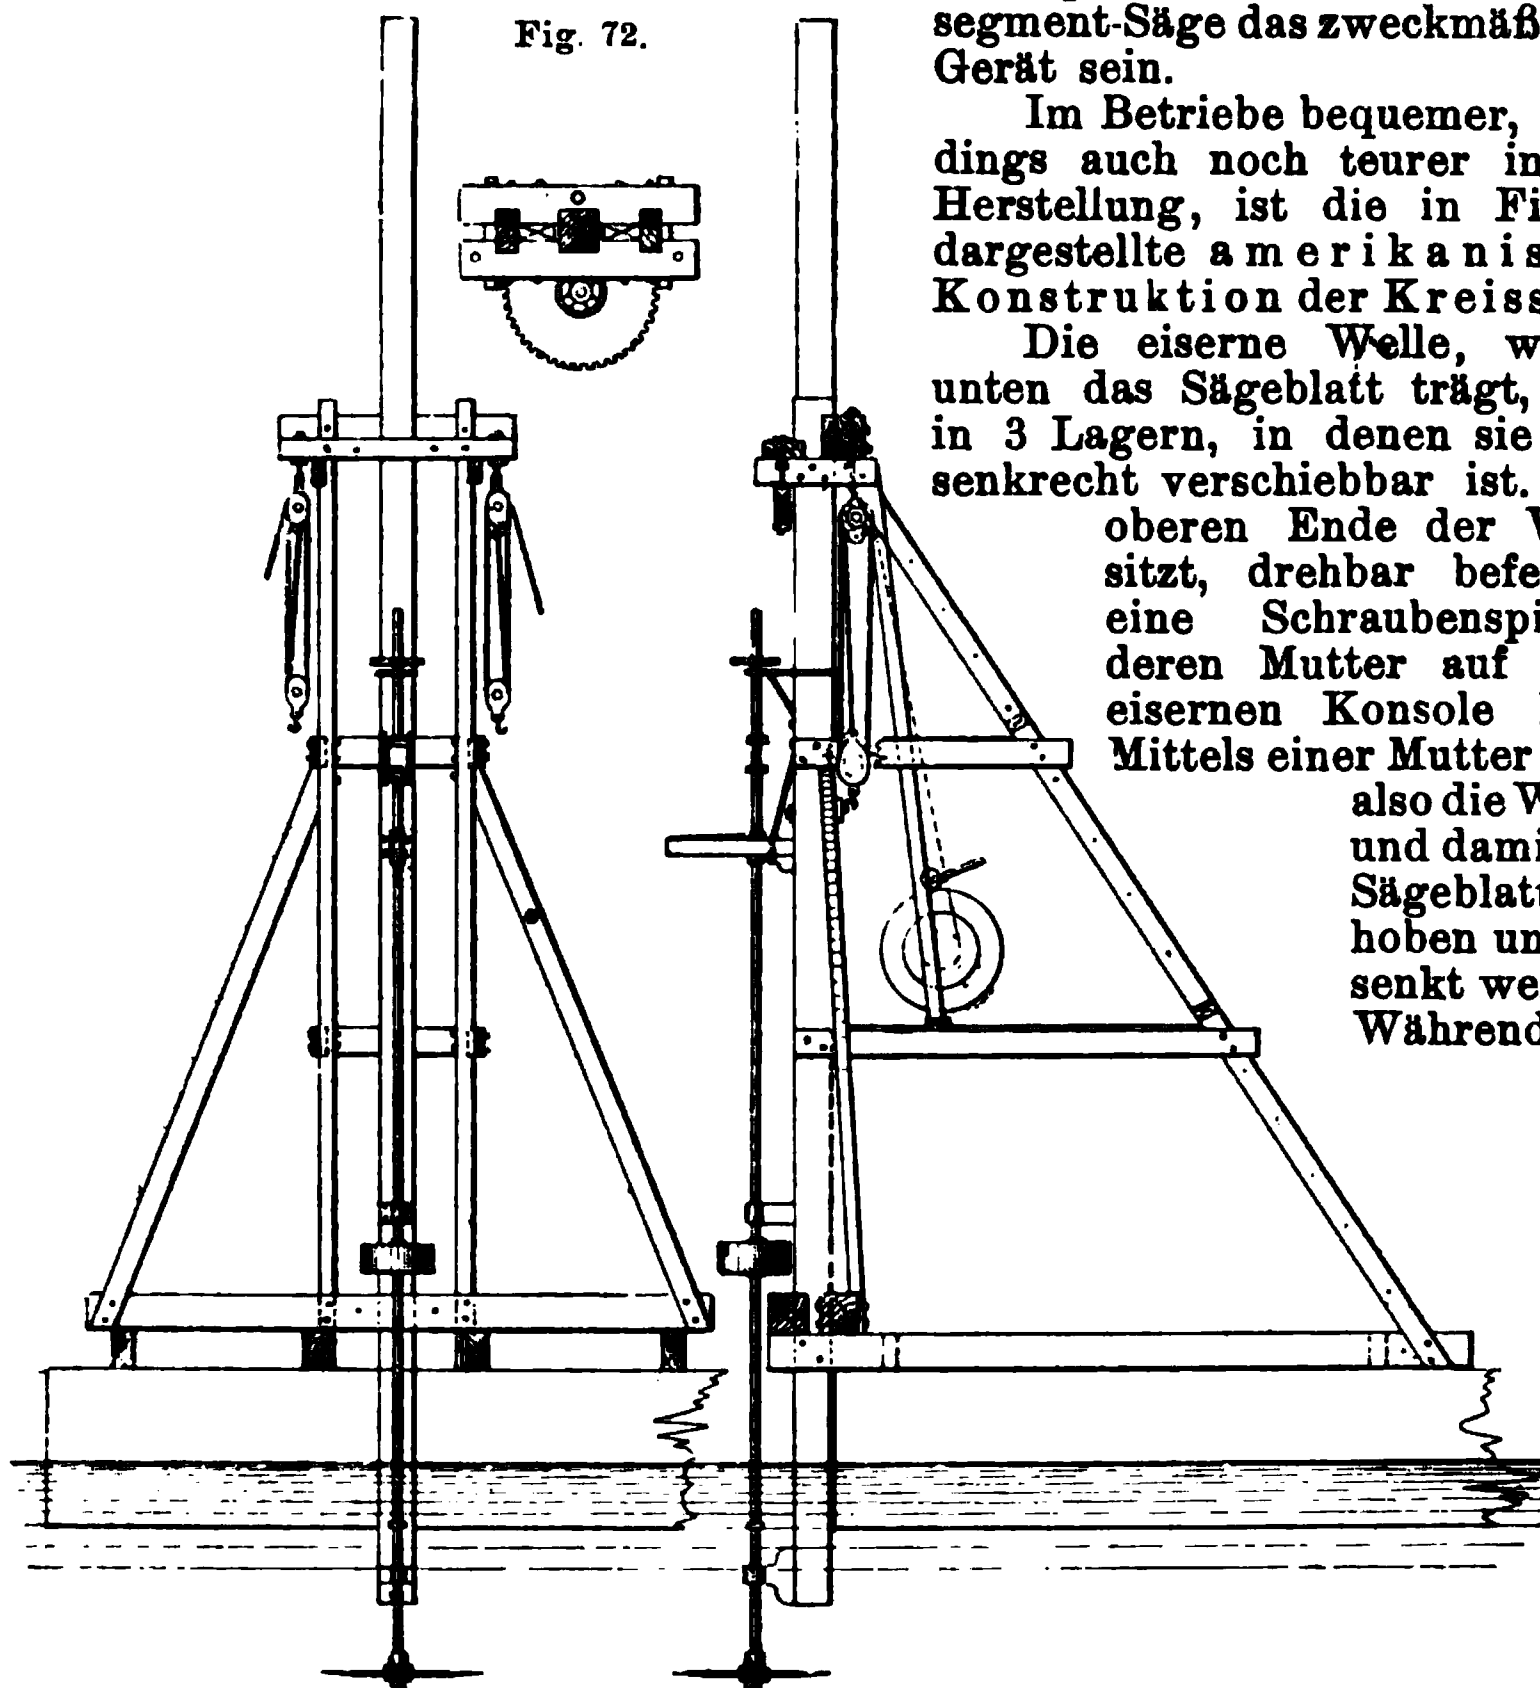 Fig. 72.
segment-Säge das zweckmäß
Gerät sein.
Im Betriebe bequemer,
dings auch noch teurer in
Herstellung, ist die in Fi
dargestellte amerikanis
Konstruktion der Kreiss
Die eiserne Welle, w
unten das Sägeblatt trägt,
in 3 Lagern, in denen sie
senkrecht verschiebbar ist.
oberen Ende der
sitzt, drehbar befe
eine Schraubenspi
deren Mutter auf
eisernen Konsole
Mittels einer Mutter
also die W
und dami
Sägeblatt
hoben un
senkt we
Während